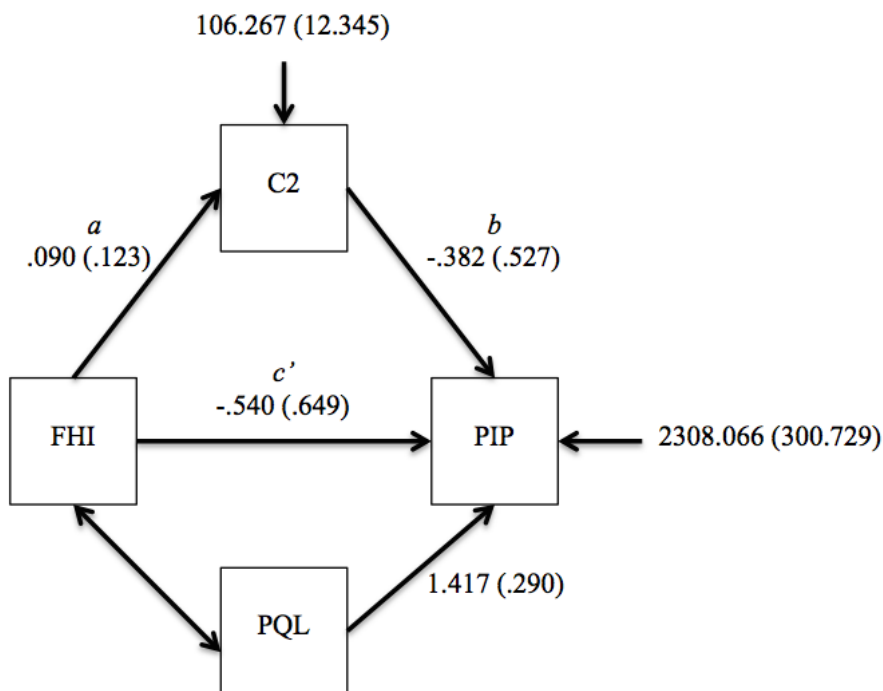 106.267 (12.345)
C2
a
.090 (.123)
b
-.382 (.527)
c’
-.540 (.649)
FHI
PIP
2308.066 (300.729)
1.417 (.290)
PQL